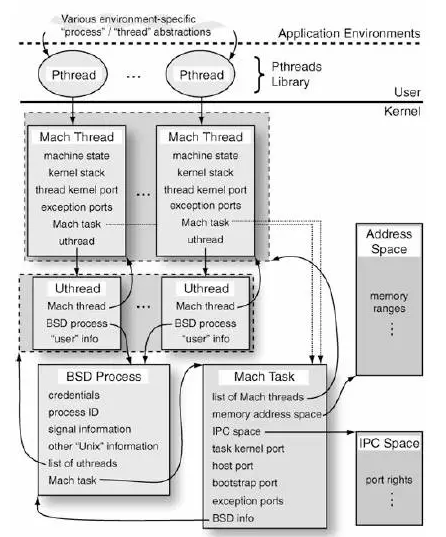 Various environment-specific
"process" / "thread" abstractions
Application Environments
Pthread
...
Pthread
Pthreads
Library
User
Kernel
Mach Thread
machine state
kernel stack
thread kernel port
exception ports
Mach task
uthread
...
Mach Thread
machine state
kernel stack
thread kernel port
exception ports
Mach task
uthread
Uthread
Mach thread
BSD process
"user" info
...
Uthread
Mach thread
BSD process
"user" info
Address
Space
memory
ranges
⋮
BSD Process
credentials
process ID
signal information
other "Unix" information
list of uthreads
Mach task
Mach Task
list of Mach threads
memory address space
IPC space
task kernel port
host port
bootstrap port
exception ports
BSD info
IPC Space
port rights
⋮